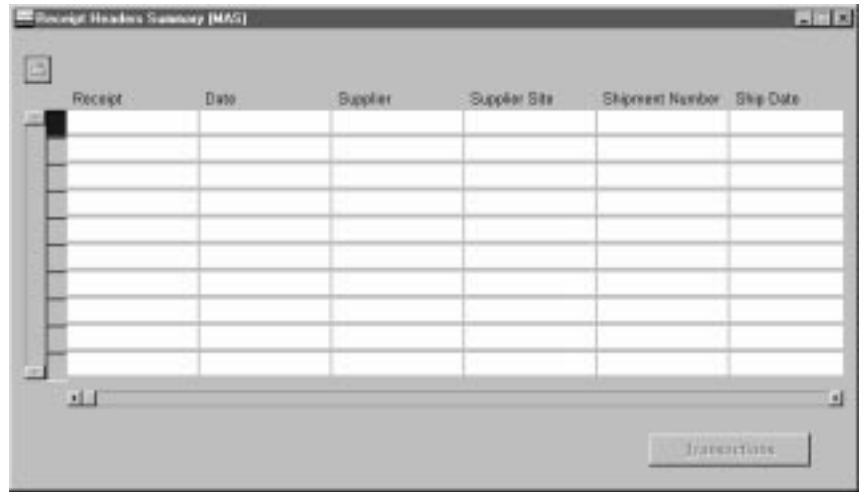 Receipt Headers Summary (MAS)
Receipt Date Supplier Supplier Site Shipment Number Ship Date
Transactions